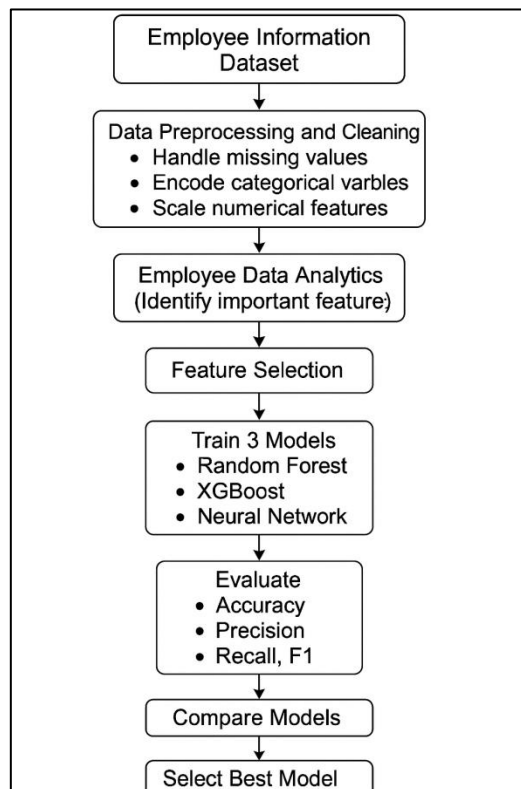 Employee Information
Dataset
Data Preprocessing and Cleaning
• Handle missing values
• Encode categorical varbles
• Scale numerical features
Employee Data Analytics
(Identify important feature:)
Feature Selection
Train 3 Models
• Random Forest
• XGBoost
• Neural Network
Evaluate
• Accuracy
• Precision
• Recall, F1
Compare Models
Select Best Model